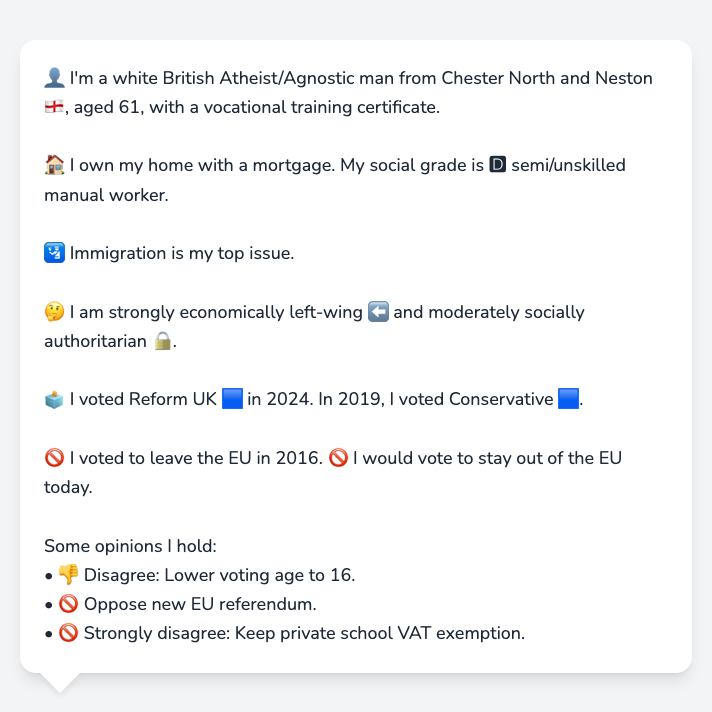 👤 I'm a white British Atheist/Agnostic man from Chester North and Neston
🏴󠁧󠁢󠁥󠁮󠁧󠁿, aged 61, with a vocational training certificate.
🏠 I own my home with a mortgage. My social grade is 🅳 semi/unskilled
manual worker.
🛂 Immigration is my top issue.
🤔 I am strongly economically left-wing ⬅️ and moderately socially
authoritarian 🔒.
🗳️ I voted Reform UK 🟦 in 2024. In 2019, I voted Conservative 🟦.
🚫 I voted to leave the EU in 2016. 🚫 I would vote to stay out of the EU
today.
Some opinions I hold:
• 👎 Disagree: Lower voting age to 16.
• 🚫 Oppose new EU referendum.
• 🚫 Strongly disagree: Keep private school VAT exemption.